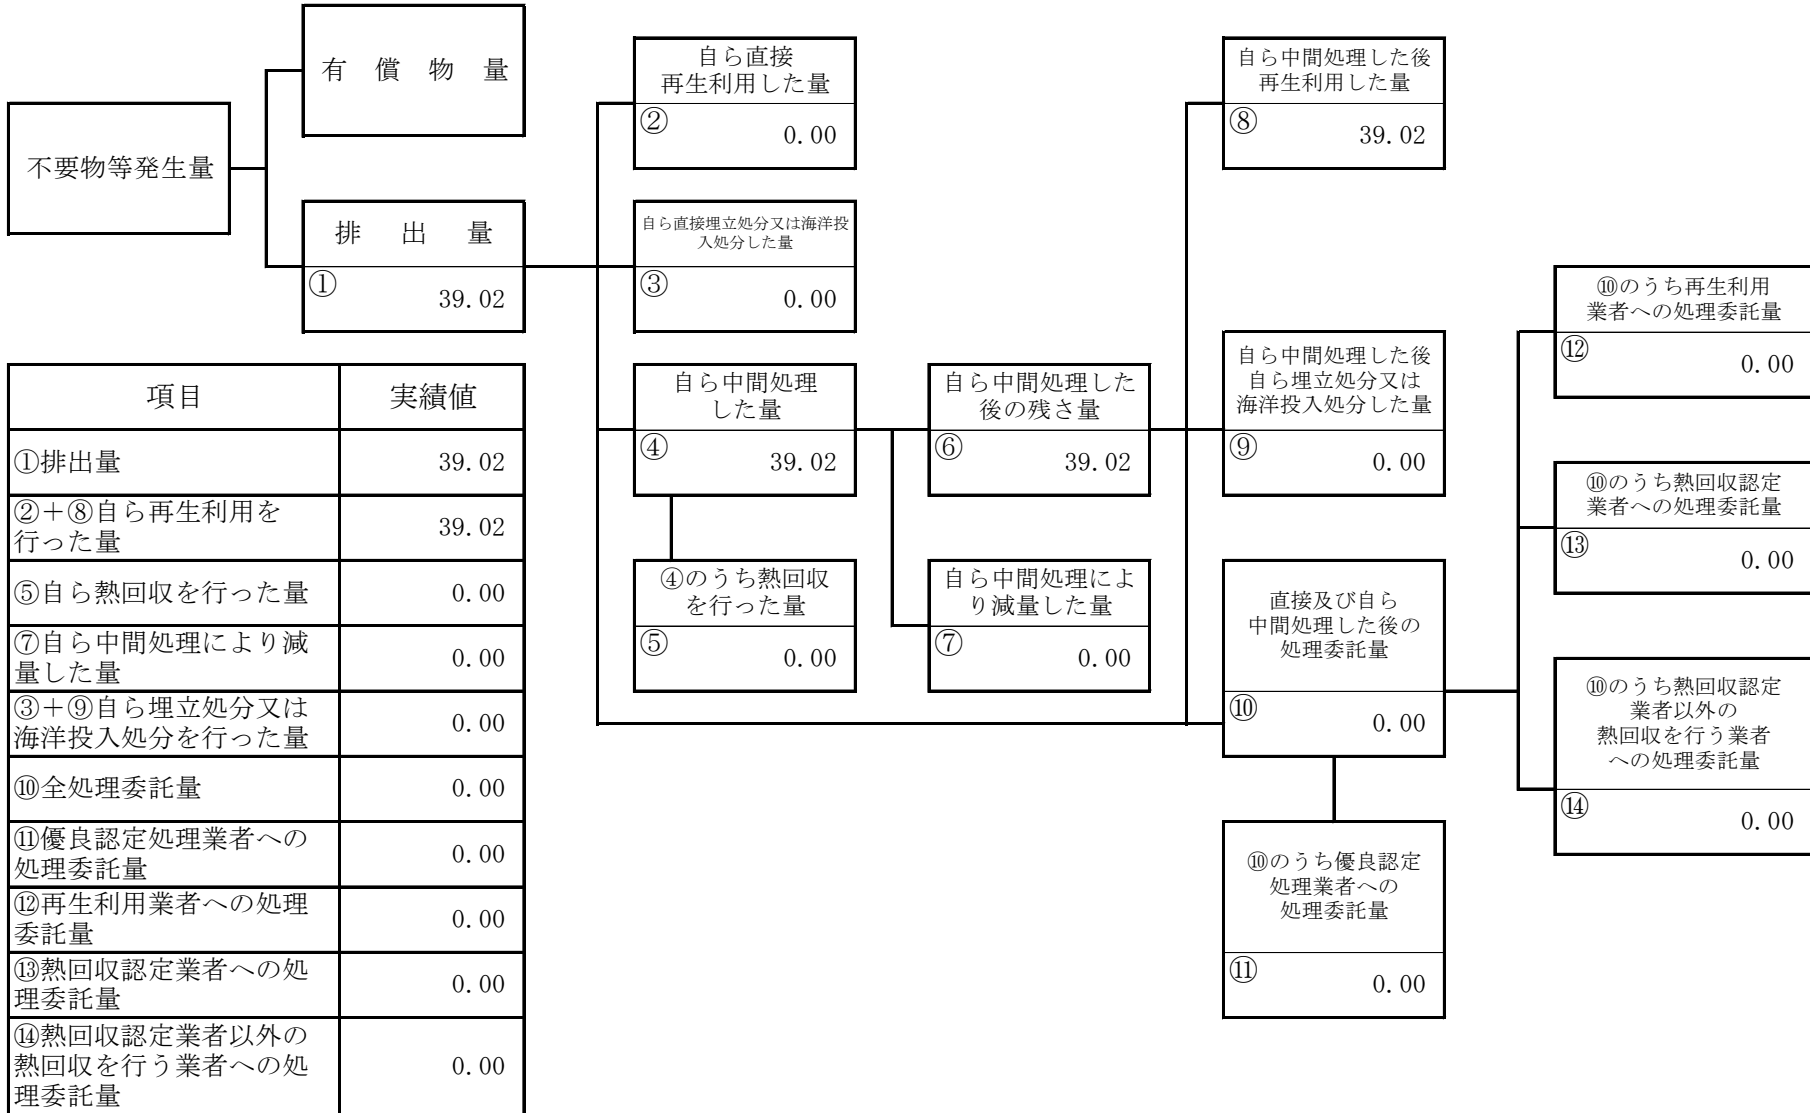 有償物量
不要物等発生量
排出量
①
39.02
自ら直接
再生利用した量
②
0.00
自ら直接埋立処分又は海洋投
入処分した量
③
0.00
自ら中間処理
した量
④
39.02
④のうち熱回収
を行った量
⑤
0.00
自ら中間処理した
後の残さ量
⑥
39.02
自ら中間処理によ
り減量した量
⑦
0.00
自ら中間処理した後
再生利用した量
⑧
39.02
自ら中間処理した後
自ら埋立処分又は
海洋投入処分した量
⑨
0.00
直接及び自ら
中間処理した後の
処理委託量
⑩
0.00
⑩のうち優良認定
処理業者への
処理委託量
⑪
0.00
⑩のうち再生利用
業者への処理委託量
⑫
0.00
⑩のうち熱回収認定
業者への処理委託量
⑬
0.00
⑩のうち熱回収認定
業者以外の
熱回収を行う業者
への処理委託量
⑭
0.00
項目 実績値
①排出量 39.02
②+⑧自ら再生利用を
行った量 39.02
⑤自ら熱回収を行った量 0.00
⑦自ら中間処理により減
量した量 0.00
③+⑨自ら埋立処分又は
海洋投入処分を行った量 0.00
⑩全処理委託量 0.00
⑪優良認定処理業者への
処理委託量 0.00
⑫再生利用業者への処理
委託量 0.00
⑬熱回収認定業者への処
理委託量 0.00
⑭熱回収認定業者以外の
熱回収を行う業者への処
理委託量 0.00